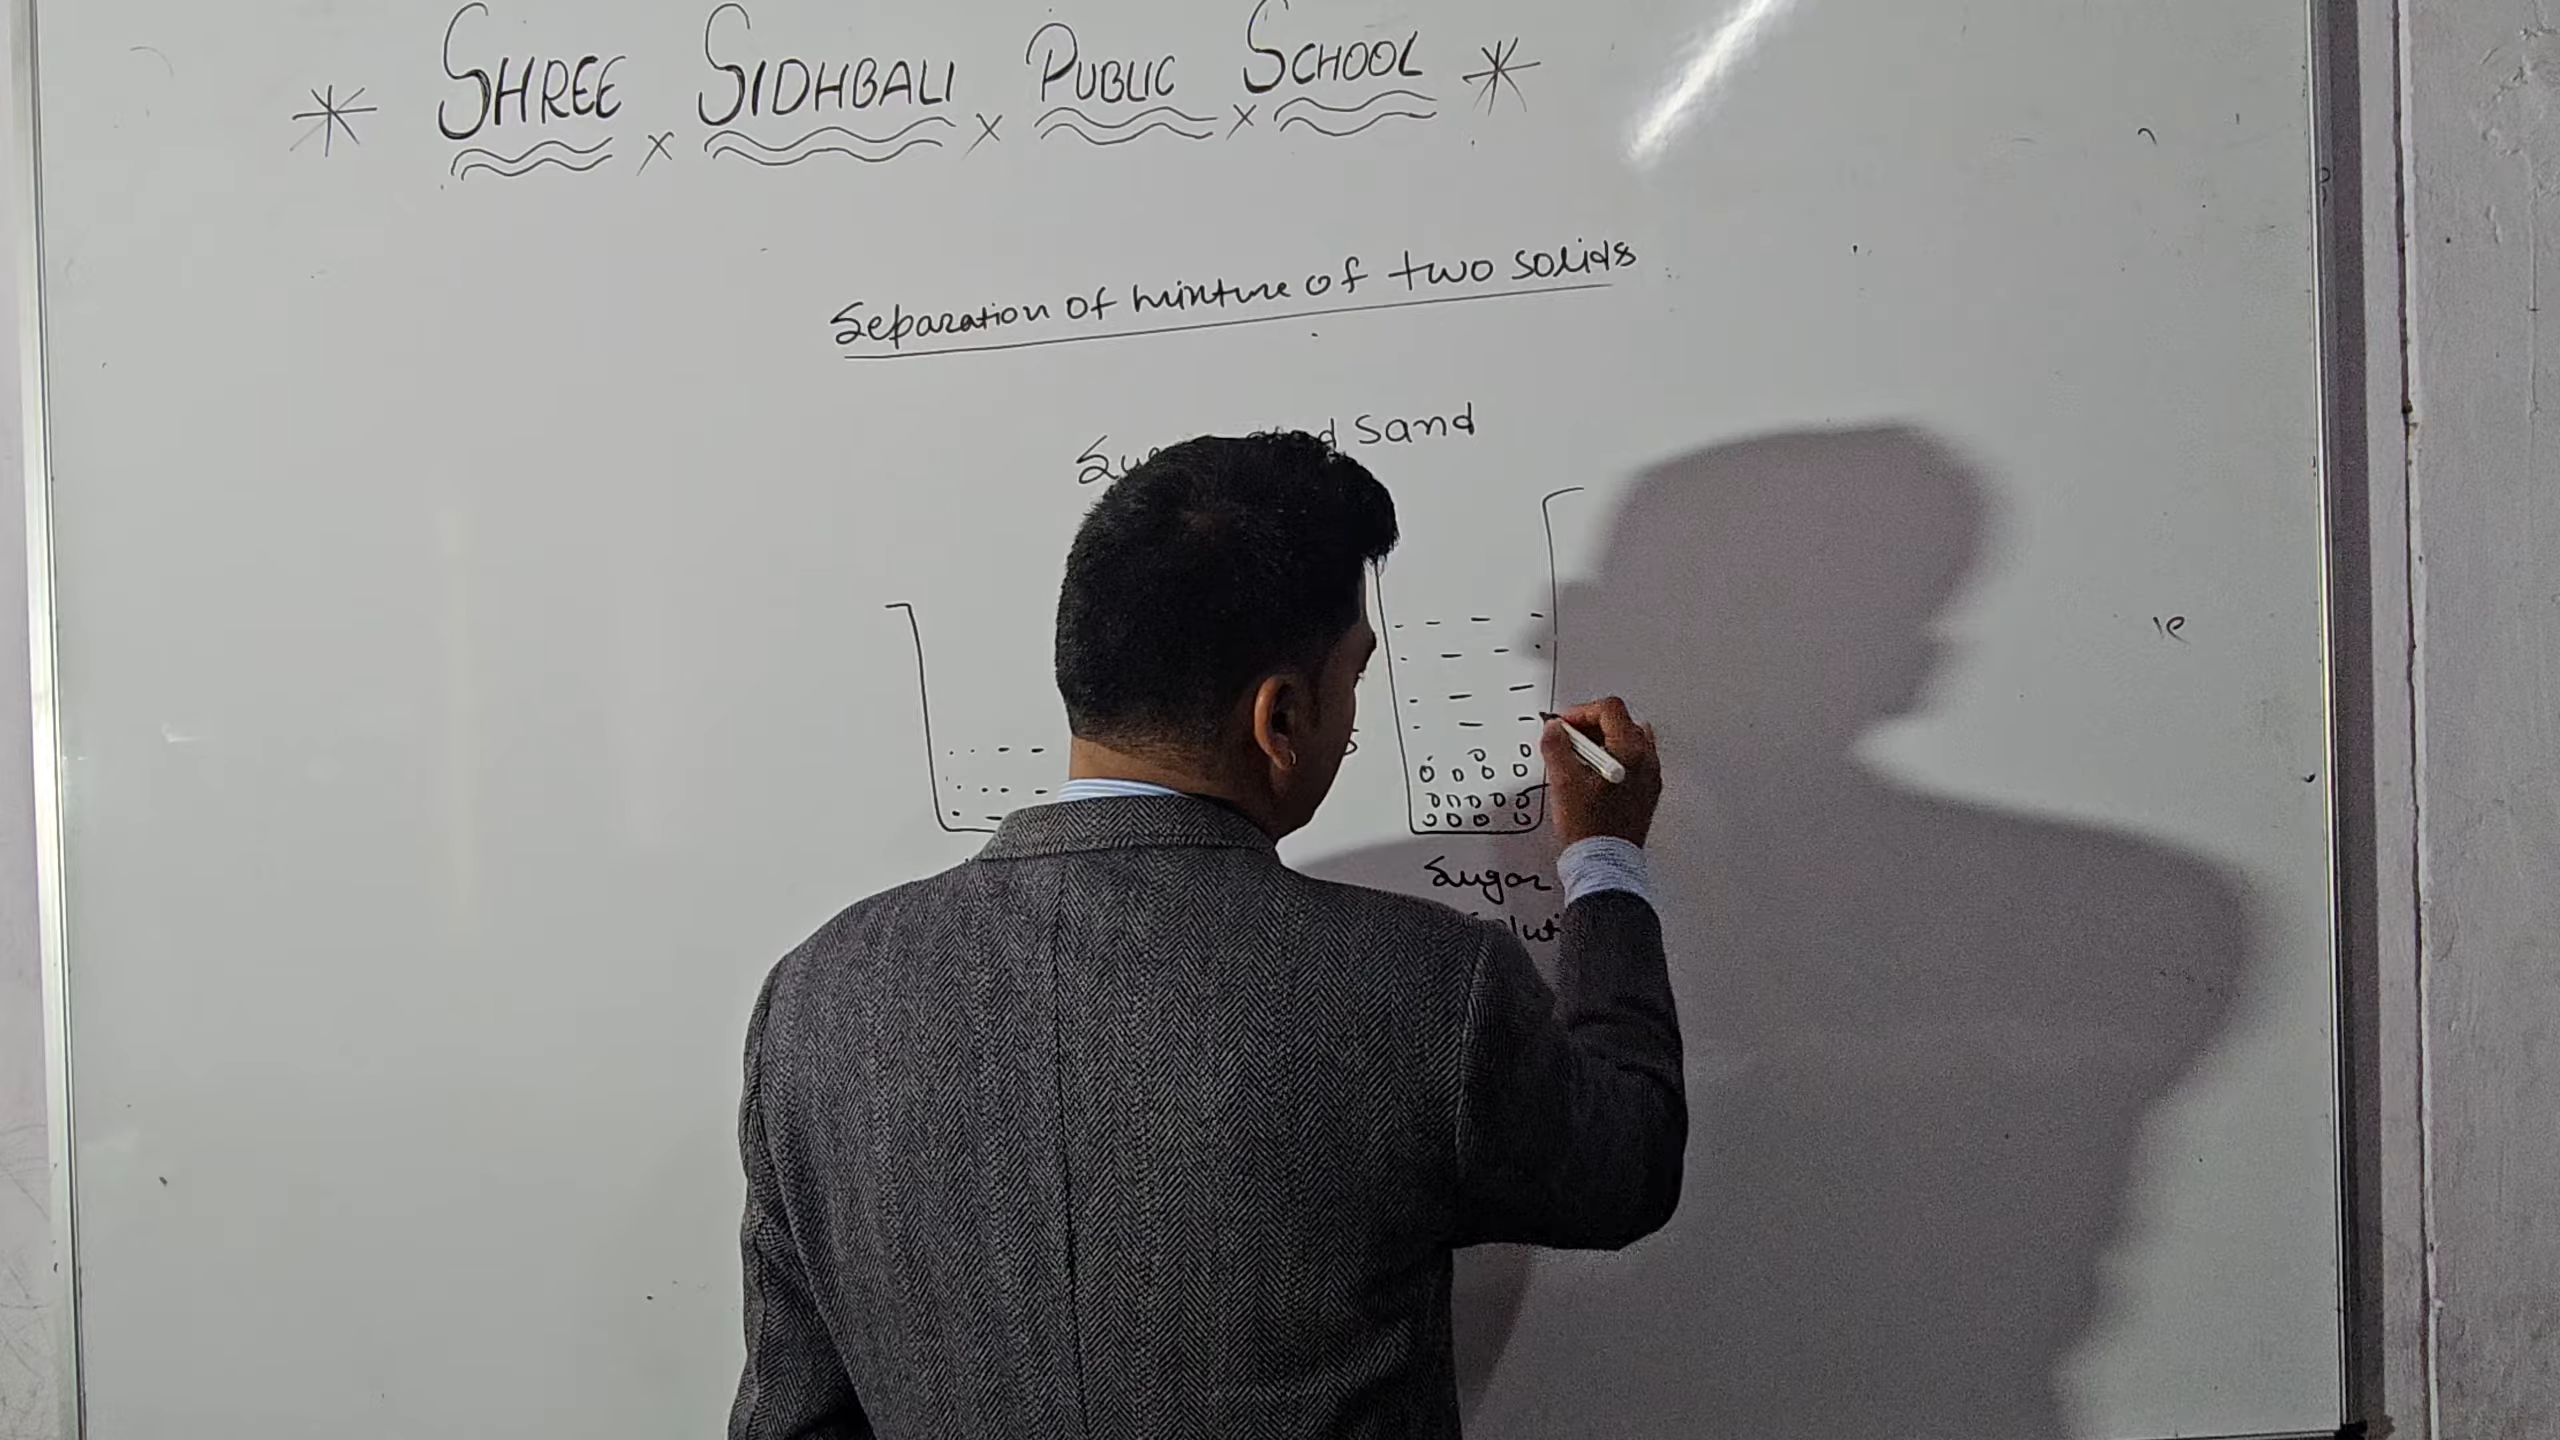 SHREE SIDHBALI PUBLIC SCHOOL
Separation of mixture of two solids
Sand
Sugar